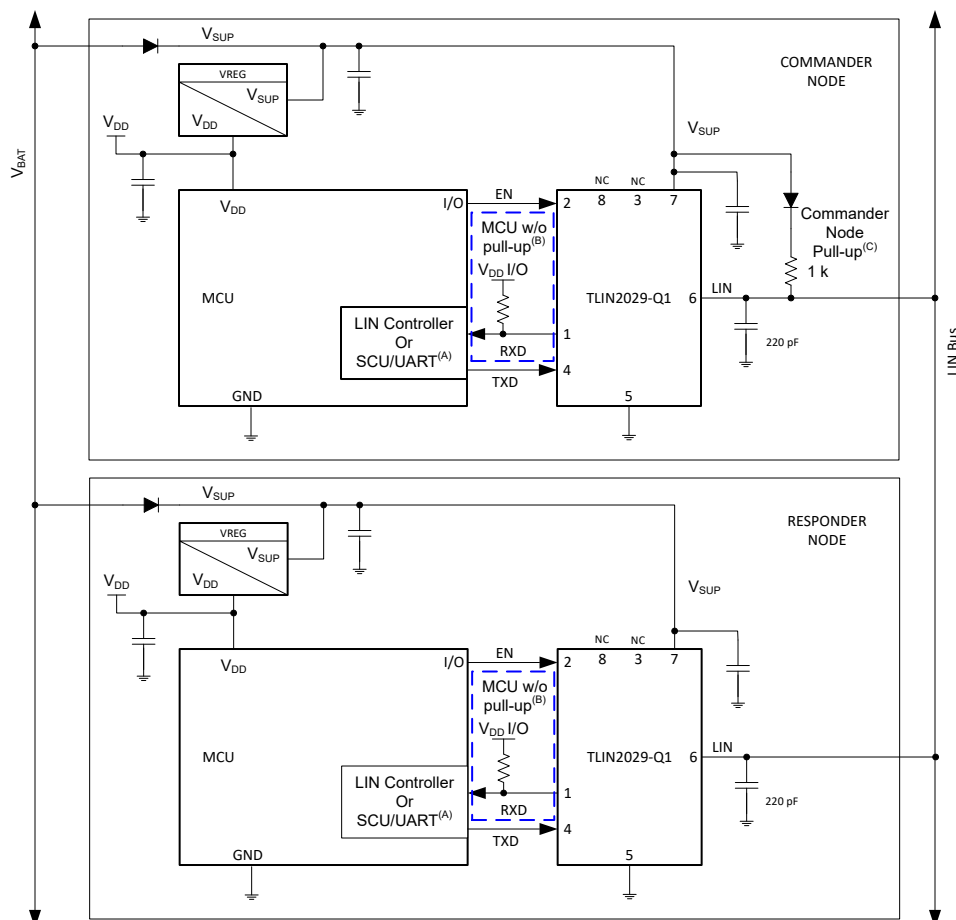 COMMANDER
NODE
V_BAT
V_SUP
VREG
V_SUP
V_DD
V_DD
V_SUP
V_DD
I/O
EN
MCU w/o
pull-up(B)
V_DD I/O
RXD
TXD
MCU
LIN Controller
Or
SCU/UART(A)
GND
2
NC
8
NC
3
7
TLIN2029-Q1
6
1
4
5
LIN
Commander
Node
Pull-up(C)
1 k
220 pF
LIN Bus
RESPONDER
NODE
V_SUP
VREG
V_SUP
V_DD
V_DD
V_SUP
V_DD
I/O
EN
MCU w/o
pull-up(B)
V_DD I/O
RXD
TXD
MCU
LIN Controller
Or
SCU/UART(A)
GND
2
NC
8
NC
3
7
TLIN2029-Q1
6
1
4
5
LIN
220 pF